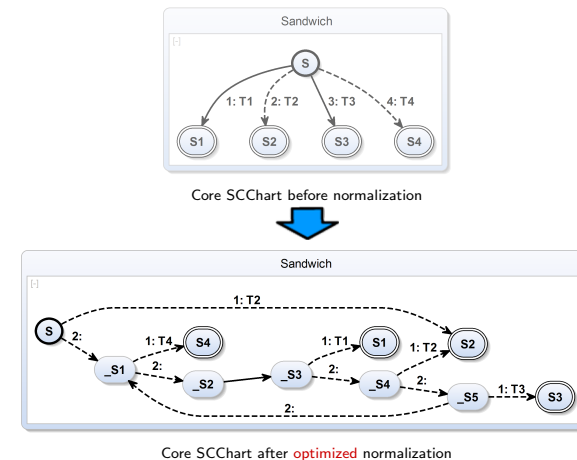 Sandwich
[-]
S
1: T1 2: T2 3: T3 4: T4
S1 S2 S3 S4
Core SCChart before normalization
Sandwich
[-]
1: T2
S 2: 1: T4 S4 1: T1 S1 1: T2 S2
_S1 2: _S2 _S3 2: _S4 2: _S5 1: T3 S3
2:
Core SCChart after optimized normalization